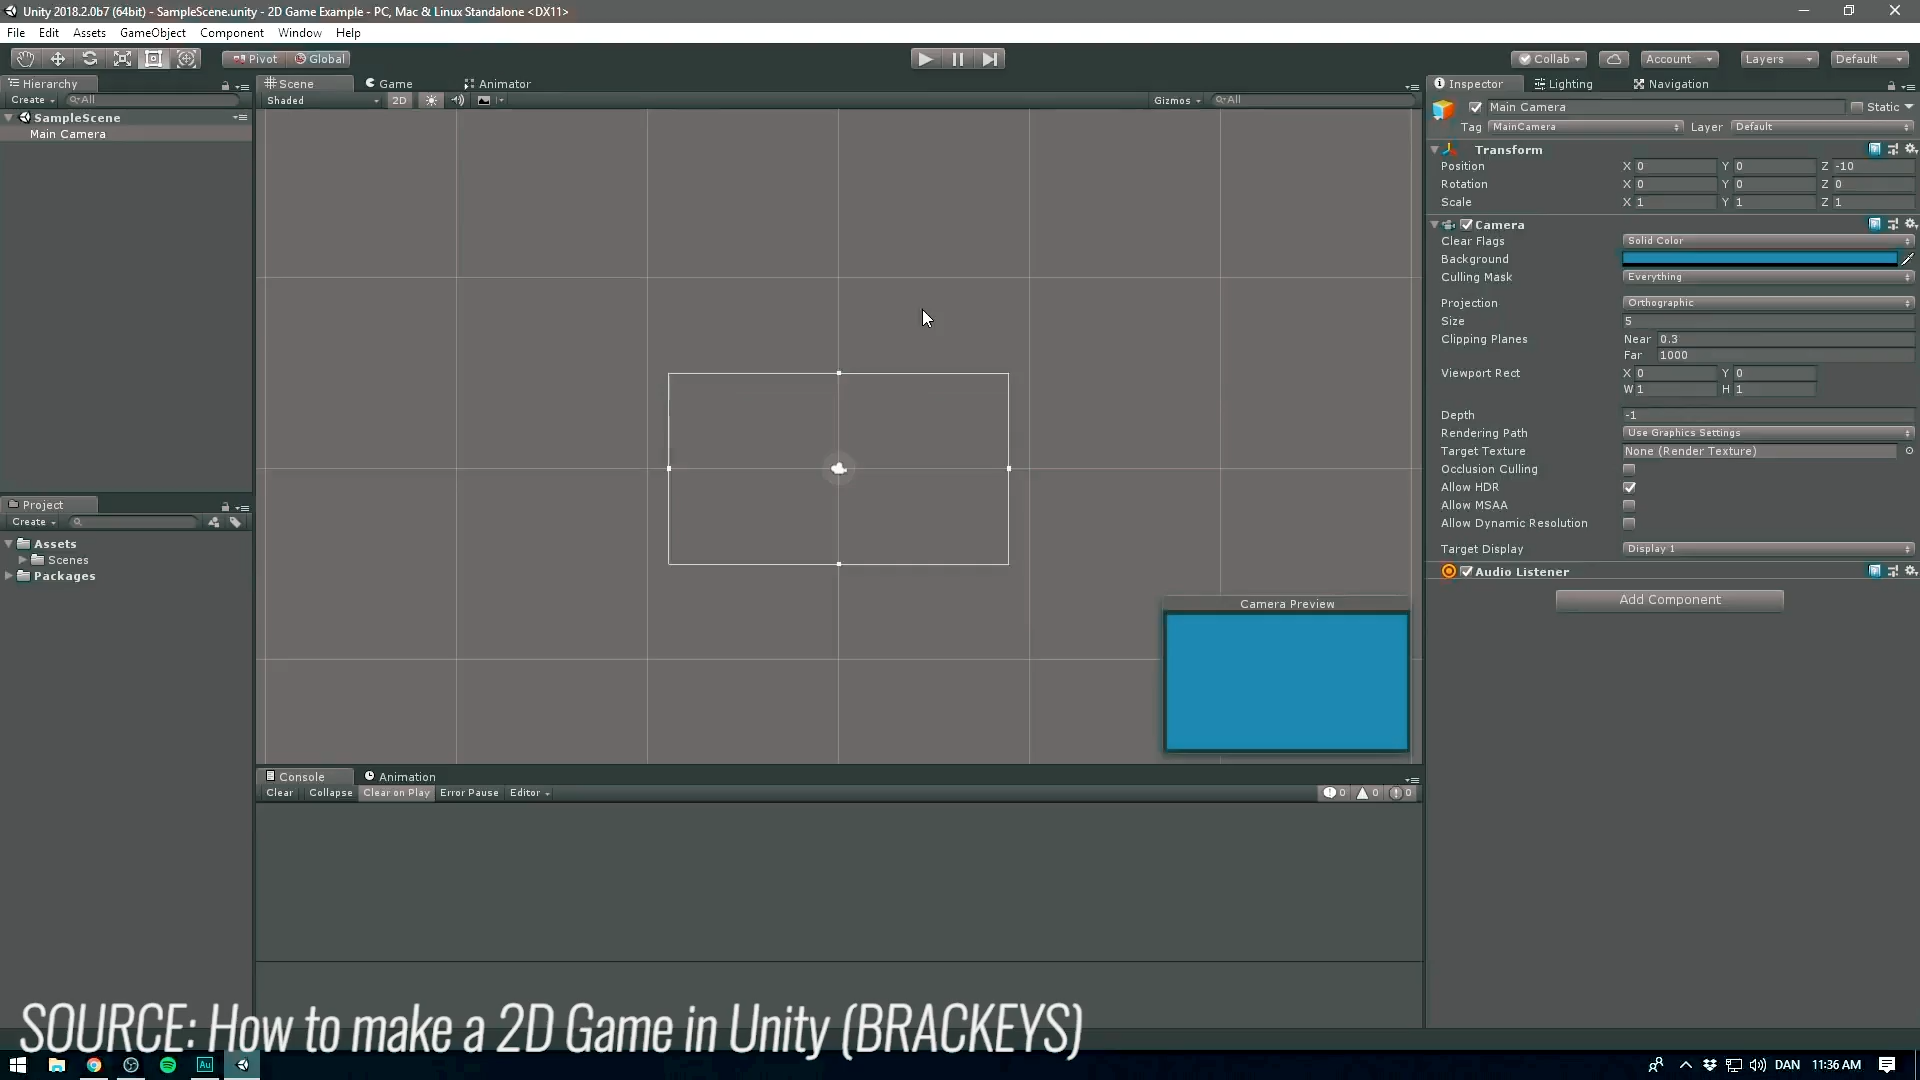 Unity 2018.2.0b7 (64bit) - SampleScene.unity - 2D Game Example - PC, Mac & Linux Standalone <DX11>
File Edit Assets GameObject Component Window Help
Pivot Global Collab Account Layers Default
Hierarchy
Create All
SampleScene
Main Camera
Scene Game Animator
Shaded 2D Gizmos All
Camera Preview
Inspector Lighting Navigation
Main Camera Static
Tag MainCamera Layer Default
Transform
Position X 0 Y 0 Z -10
Rotation X 0 Y 0 Z 0
Scale X 1 Y 1 Z 1
Camera
Clear Flags Solid Color
Background
Culling Mask Everything
Projection Orthographic
Size 5
Clipping Planes Near 0.3
Far 1000
Viewport Rect X 0 Y 0
W 1 H 1
Depth -1
Rendering Path Use Graphics Settings
Target Texture None (Render Texture)
Occlusion Culling
Allow HDR
Allow MSAA
Allow Dynamic Resolution
Target Display Display 1
Audio Listener
Add Component
Project
Create
Assets
Scenes
Packages
Console Animation
Clear Collapse Clear on Play Error Pause Editor 0 0 0
SOURCE: How to make a 2D Game in Unity (BRACKEYS)
Au DAN 11:36 AM